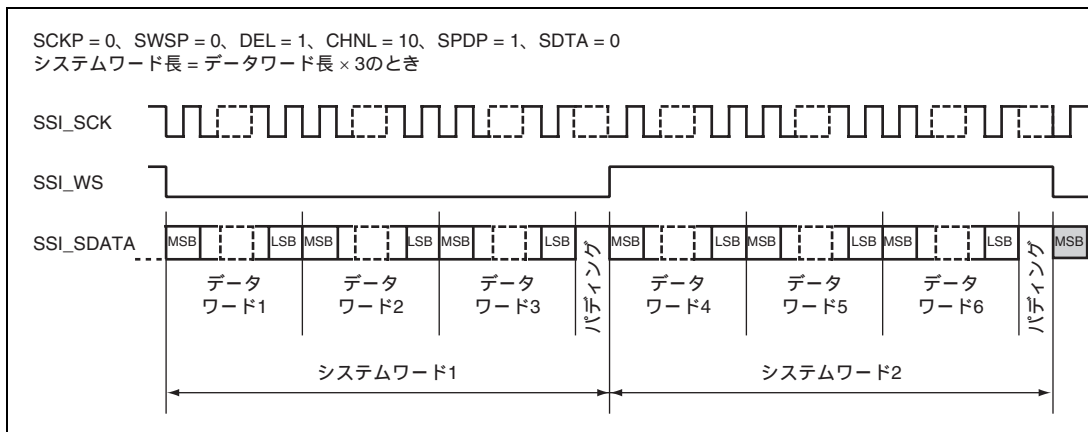 SCKP = 0、SWSP = 0、DEL = 1、CHNL = 10、SPDP = 1、SDTA = 0
システムワード長 = データワード長 × 3のとき
SSI_SCK
SSI_WS
SSI_SDATA
MSB LSB MSB LSB MSB LSB MSB LSB MSB LSB MSB LSB MSB
データ
ワード1
データ
ワード2
データ
ワード3
パディング
データ
ワード4
データ
ワード5
データ
ワード6
パディング
システムワード1
システムワード2